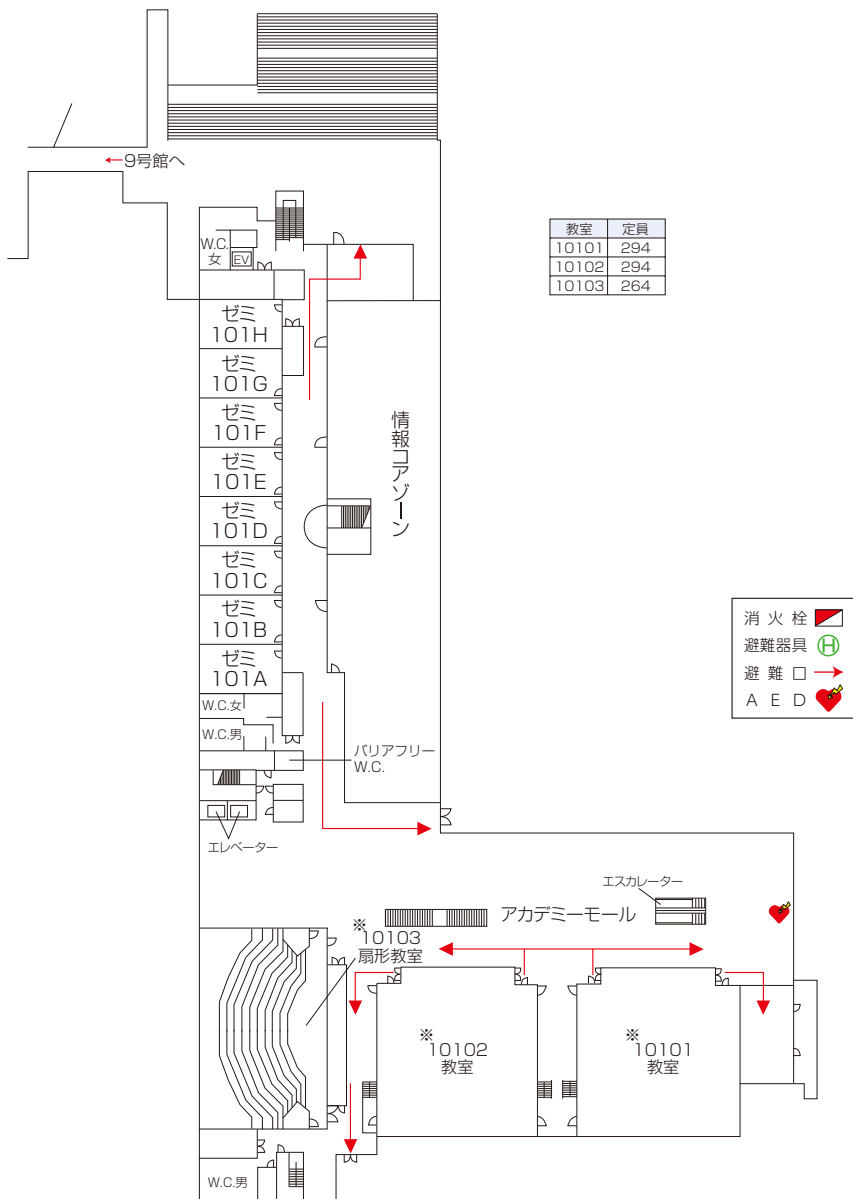 ←9号館へ
W.C.
女
EV
教室 定員
10101 294
10102 294
10103 264
ゼミ
101H
ゼミ
101G
ゼミ
101F
ゼミ
101E
ゼミ
101D
ゼミ
101C
ゼミ
101B
ゼミ
101A
情報コアゾーン
消火栓
避難器具 H
避難口 →
AED
W.C.女
W.C.男
バリアフリー
W.C.
エレベーター
エスカレーター
アカデミーモール
※10103
扇形教室
※10102
教室
※10101
教室
W.C.男